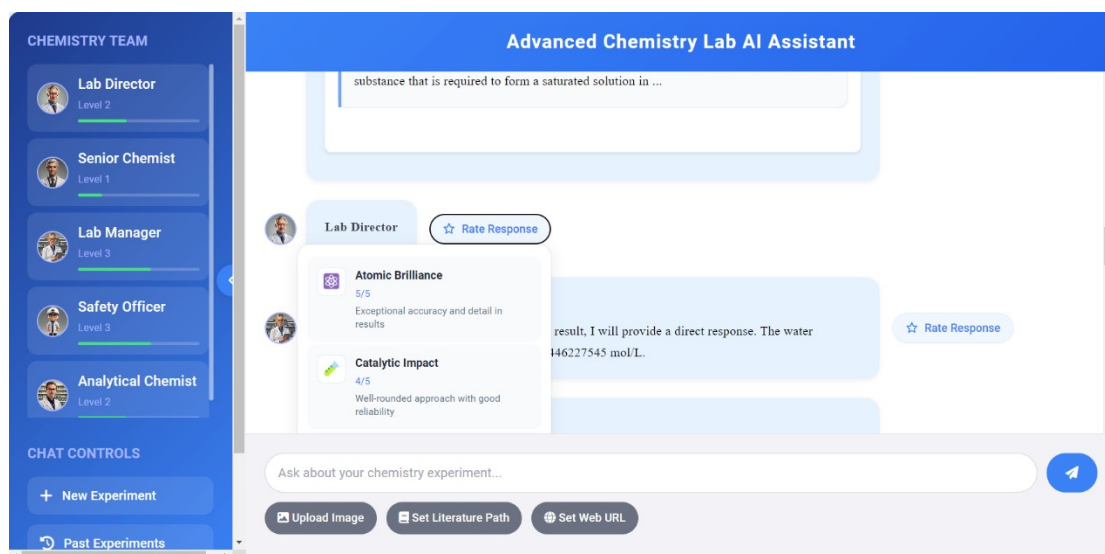 CHEMISTRY TEAM
Lab Director
Level 2
Senior Chemist
Level 1
Lab Manager
Level 3
Safety Officer
Level 3
Analytical Chemist
Level 2
CHAT CONTROLS
+ New Experiment
Past Experiments
Advanced Chemistry Lab AI Assistant
substance that is required to form a saturated solution in ...
Lab Director
Rate Response
Atomic Brilliance
5/5
Exceptional accuracy and detail in
results
Catalytic Impact
4/5
Well-rounded approach with good
reliability
result, I will provide a direct response. The water
446227545 mol/L.
Rate Response
Ask about your chemistry experiment...
Upload Image
Set Literature Path
Set Web URL